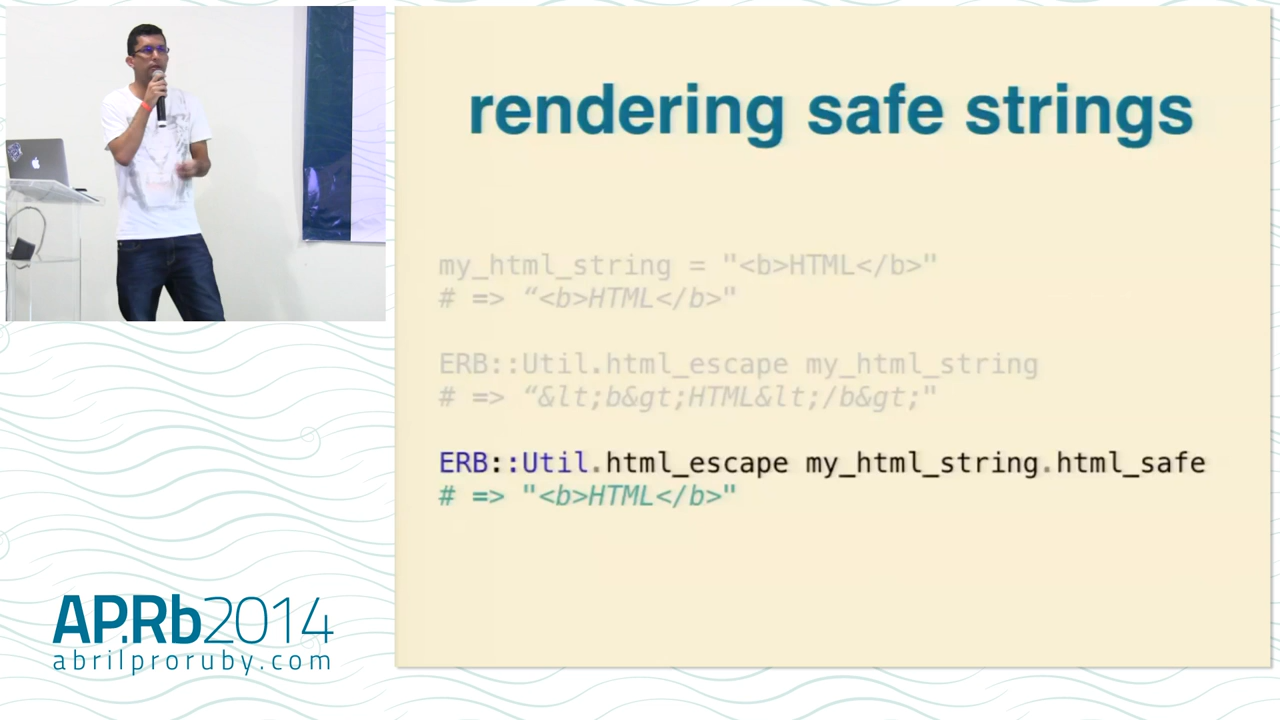 rendering safe strings
my_html_string = "<b>HTML</b>"
# => “<b>HTML</b>"
ERB::Util.html_escape my_html_string
# => “&lt;b&gt;HTML&lt;/b&gt;"
ERB::Util.html_escape my_html_string.html_safe
# => "<b>HTML</b>"
AP.Rb2014
abrilproruby.com